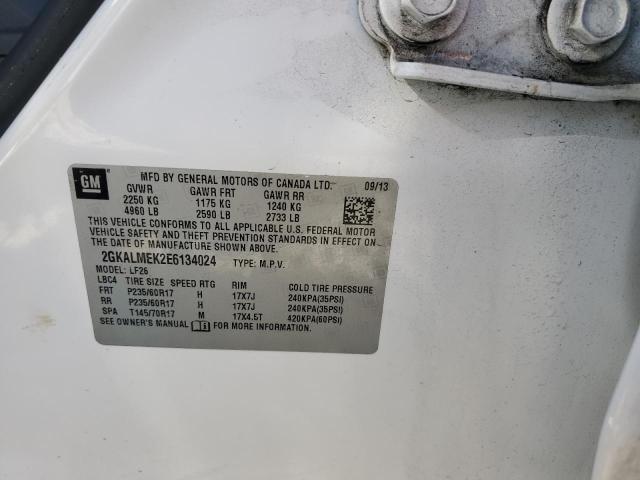 GM
MFD BY GENERAL MOTORS OF CANADA LTD. 09/13
GVWR GAWR FRT GAWR RR
2250 KG 1175 KG 1240 KG
4960 LB 2590 LB 2733 LB
THIS VEHICLE CONFORMS TO ALL APPLICABLE U.S. FEDERAL MOTOR
VEHICLE SAFETY AND THEFT PREVENTION STANDARDS IN EFFECT ON
THE DATE OF MANUFACTURE SHOWN ABOVE.
2GKALMEK2E6134024 TYPE: M.P.V.
MODEL: LF26
LBC4 TIRE SIZE SPEED RTG RIM COLD TIRE PRESSURE
FRT P235/60R17 H 17X7J 240KPA(35PSI)
RR P235/60R17 H 17X7J 240KPA(35PSI)
SPA T145/70R17 M 17X4.5T 420KPA(60PSI)
SEE OWNER'S MANUAL FOR MORE INFORMATION.